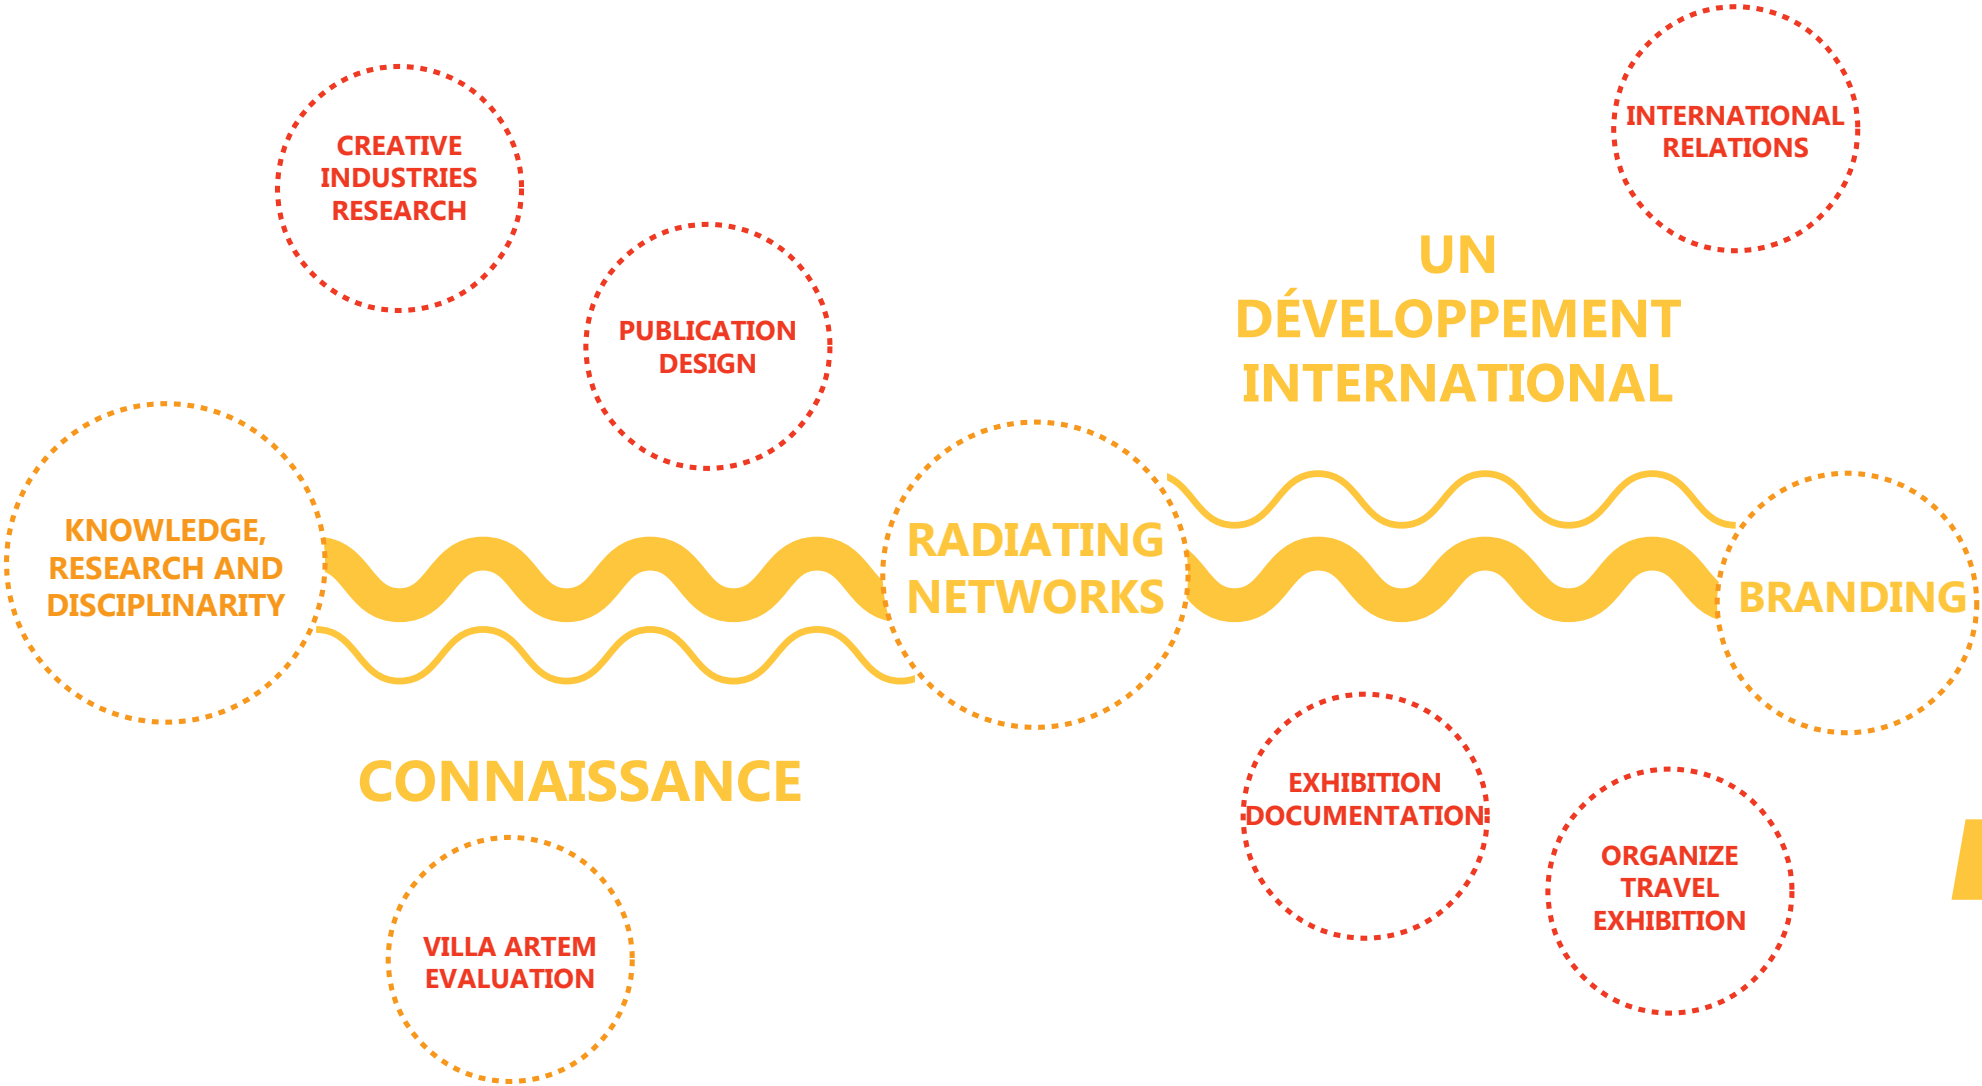 INTERNATIONAL
RELATIONS
CREATIVE
INDUSTRIES
RESEARCH
UN
DÉVELOPPEMENT
INTERNATIONAL
PUBLICATION
DESIGN
KNOWLEDGE,
RESEARCH AND
DISCIPLINARITY
RADIATING
NETWORKS
BRANDING
CONNAISSANCE
EXHIBITION
DOCUMENTATION
ORGANIZE
TRAVEL
EXHIBITION
VILLA ARTEM
EVALUATION